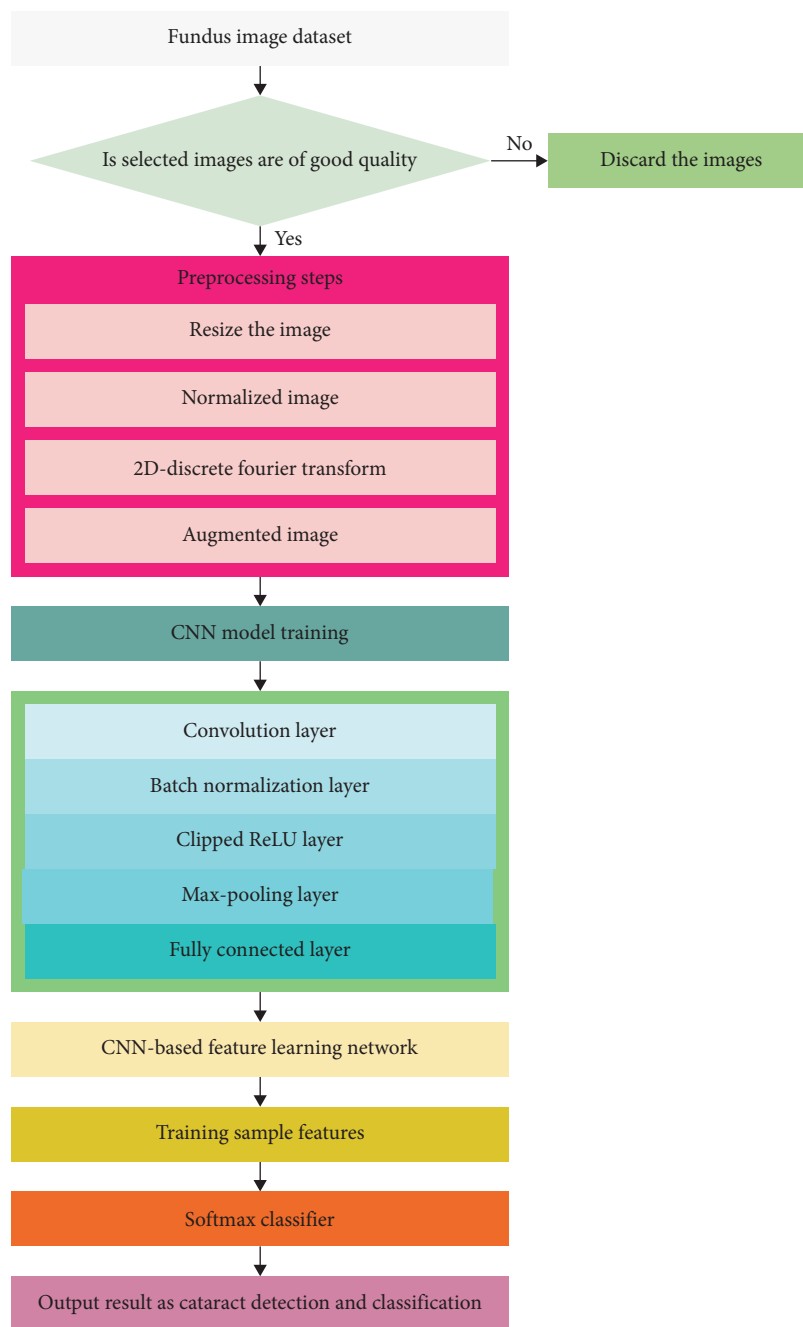 Fundus image dataset
Is selected images are of good quality
No
Discard the images
Yes
Preprocessing steps
Resize the image
Normalized image
2D-discrete fourier transform
Augmented image
CNN model training
Convolution layer
Batch normalization layer
Clipped ReLU layer
Max-pooling layer
Fully connected layer
CNN-based feature learning network
Training sample features
Softmax classifier
Output result as cataract detection and classification